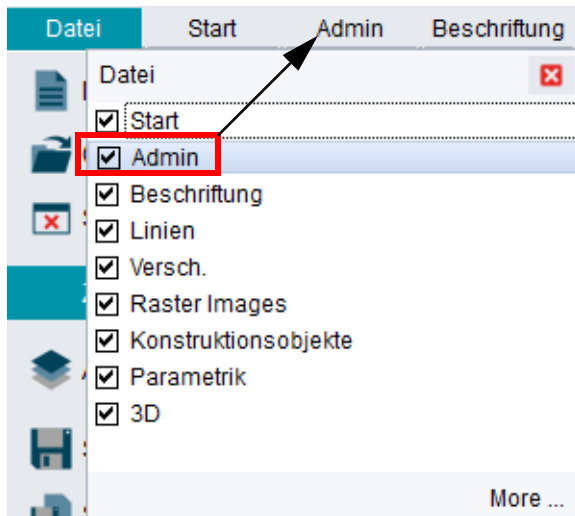 Datei Start Admin Beschriftung
Datei
Start
Admin
Beschriftung
Linien
Versch.
Raster Images
Konstruktionsobjekte
Parametrik
3D
More ...